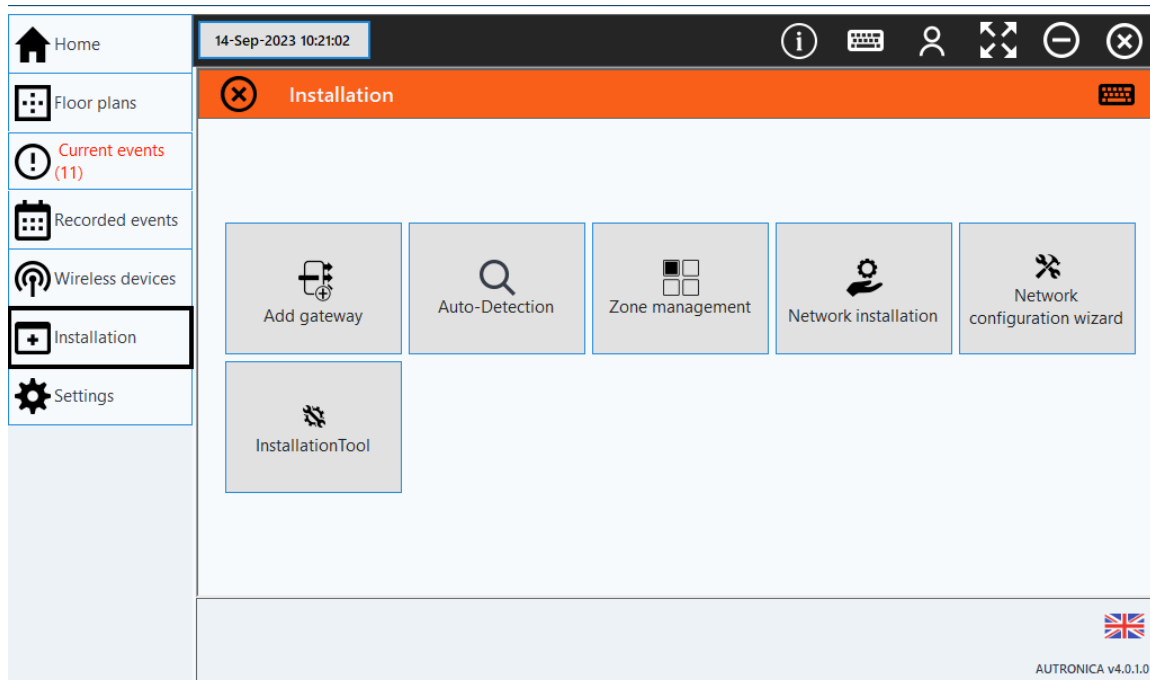 Home
14-Sep-2023 10:21:02
Installation
Floor plans
Current events
(11)
Recorded events
Wireless devices
Installation
Settings
Add gateway
Auto-Detection
Zone management
Network installation
Network
configuration wizard
InstallationTool
AUTRONICA v4.0.1.0